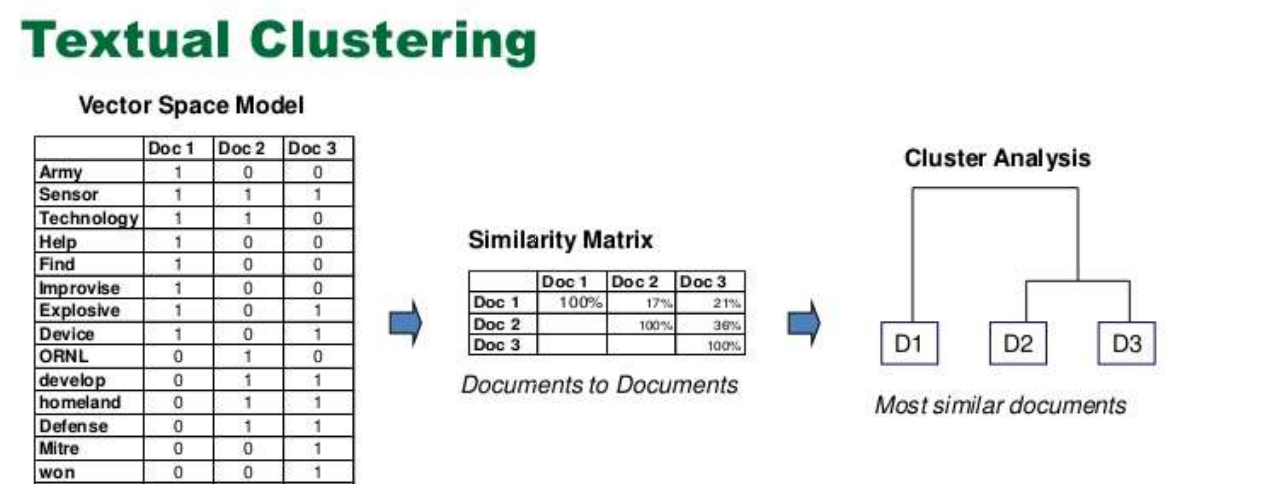 Textual Clustering
Vector Space Model
Doc 1 Doc 2 Doc 3
Army 1 0 0
Sensor 1 1 1
Technology 1 1 0
Help 1 0 0
Find 1 0 0
Improvise 1 0 0
Explosive 1 0 1
Device 1 0 1
ORNL 0 1 0
develop 0 1 1
homeland 0 1 1
Defense 0 1 1
Mitre 0 0 1
won 0 0 1
Similarity Matrix
Doc 1 Doc 2 Doc 3
Doc 1 100% 17% 21%
Doc 2 100% 36%
Doc 3 100%
Documents to Documents
Cluster Analysis
D1 D2 D3
Most similar documents